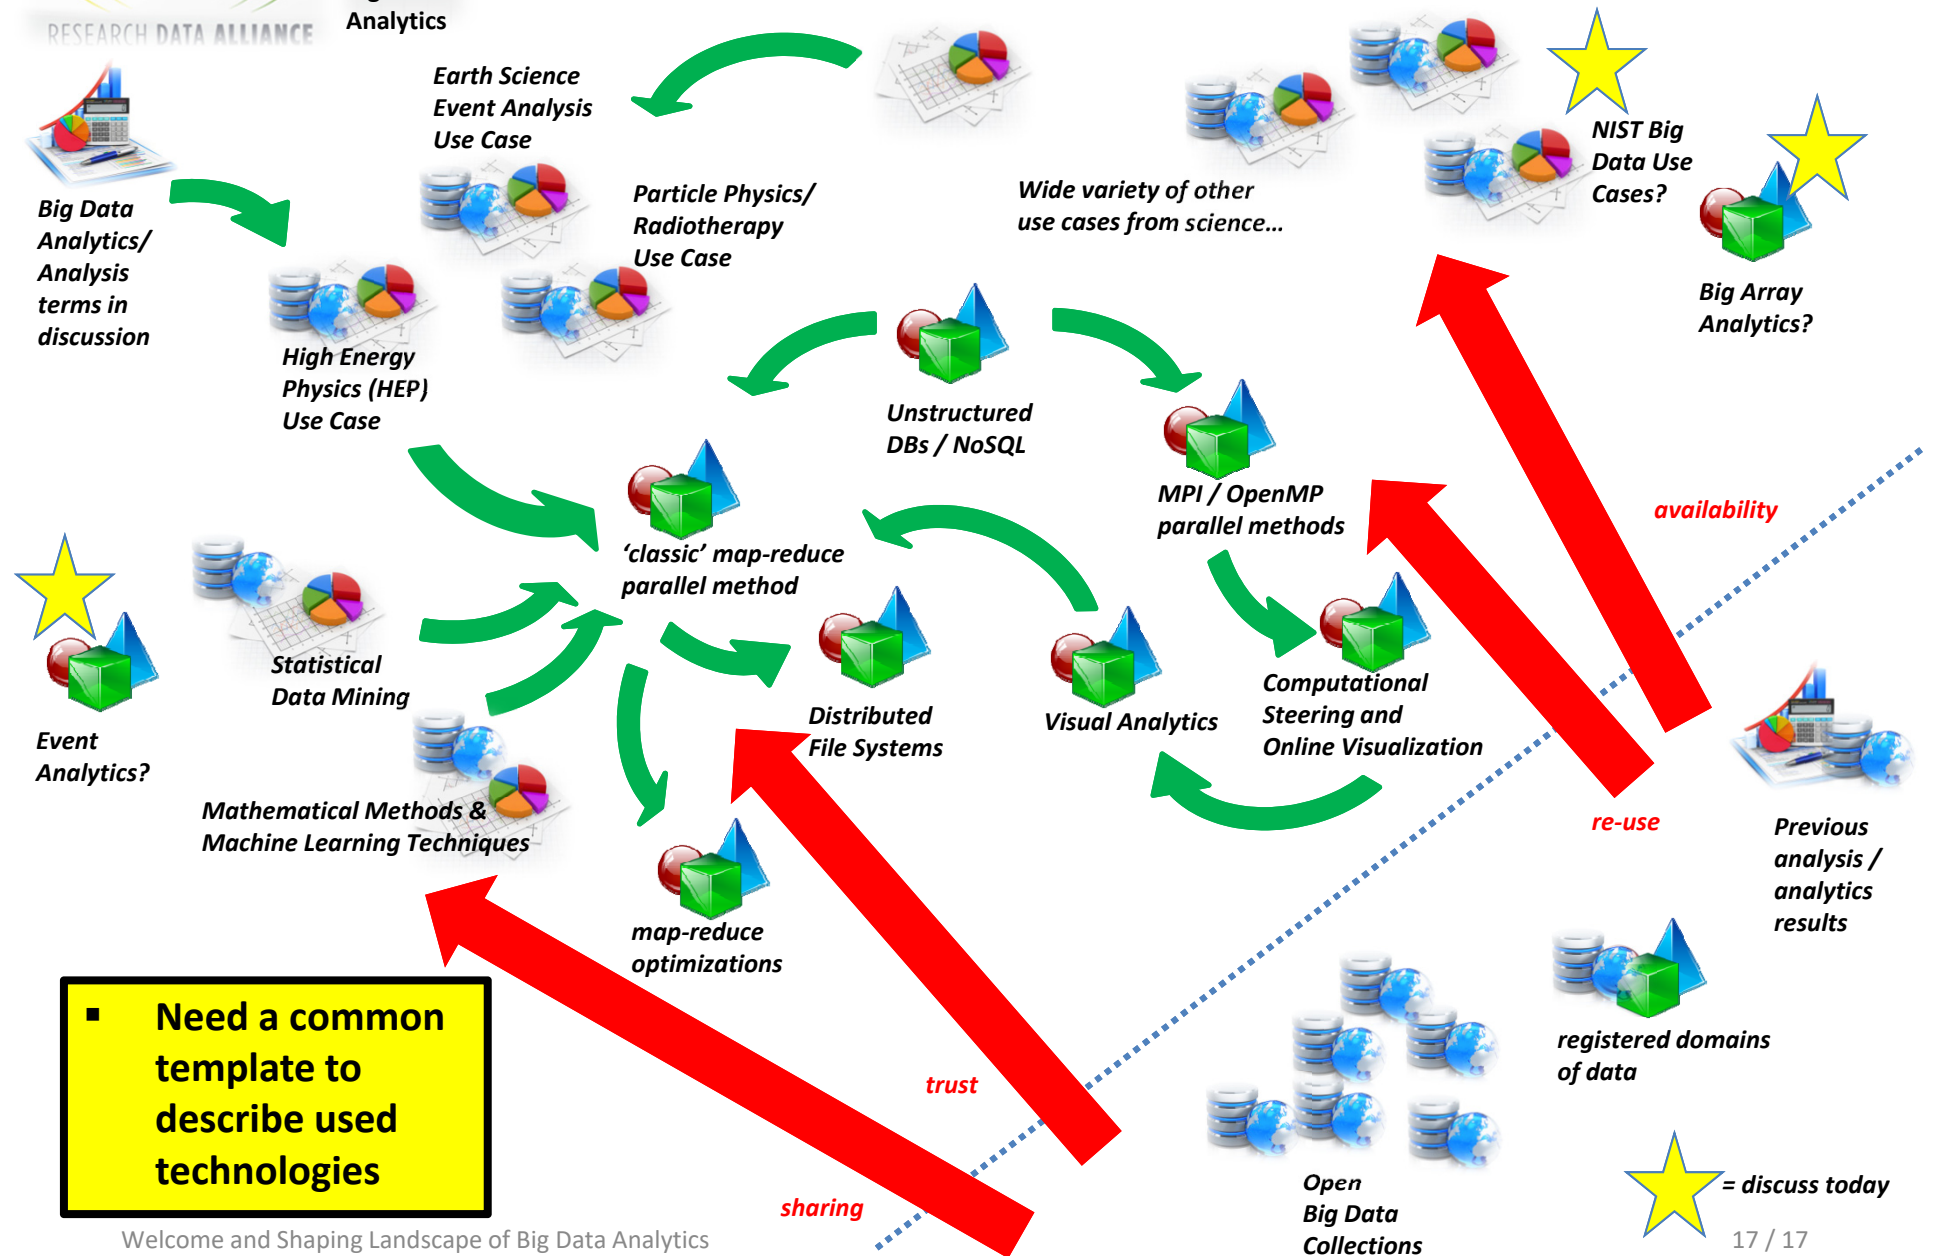 RESEARCH DATA ALLIANCE
Analytics
Earth Science
Event Analysis
Use Case
Big Data
Analytics/
Analysis
terms in
discussion
Particle Physics/
Radiotherapy
Use Case
Wide variety of other
use cases from science…
NIST Big
Data Use
Cases?
Big Array
Analytics?
High Energy
Physics (HEP)
Use Case
Unstructured
DBs / NoSQL
MPI / OpenMP
parallel methods
availability
‘classic’ map-reduce
parallel method
Statistical
Data Mining
Event
Analytics?
Distributed
File Systems
Visual Analytics
Computational
Steering and
Online Visualization
Mathematical Methods &
Machine Learning Techniques
re-use
Previous
analysis /
analytics
results
map-reduce
optimizations
▪ Need a common
template to
describe used
technologies
registered domains
of data
trust
sharing
Open
Big Data
Collections
= discuss today
Welcome and Shaping Landscape of Big Data Analytics
17 / 17